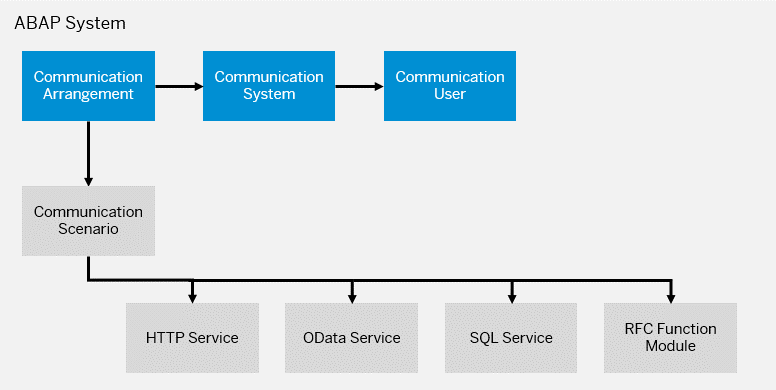 ABAP System
Communication
Arrangement
Communication
System
Communication
User
Communication
Scenario
HTTP Service
OData Service
SQL Service
RFC Function
Module